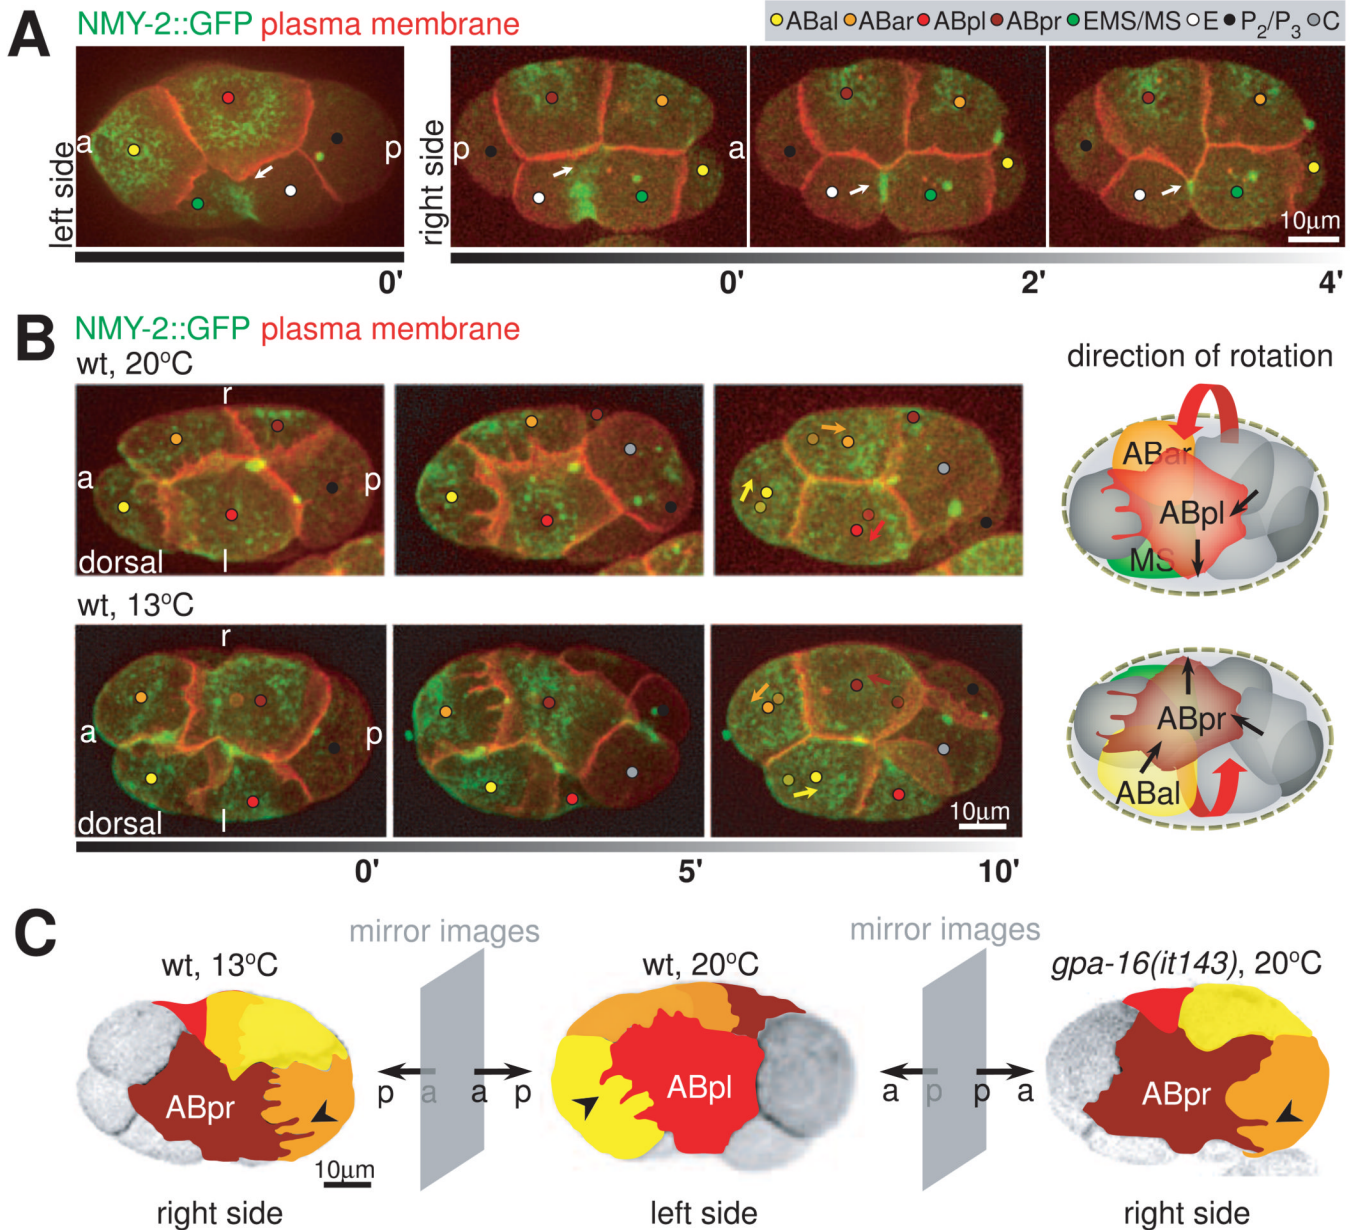 A
NMY-2::GFP plasma membrane
ABal ABar ABpl ABpr EMS/MS E P2/P3 C
left side
a
p
right side
p
a
10μm
0'
0'
2'
4'
B
NMY-2::GFP plasma membrane
wt, 20°C
direction of rotation
r
a
p
dorsal
l
ABar
ABpl
MS
wt, 13°C
r
a
p
dorsal
l
10μm
ABpr
ABal
0'
5'
10'
C
mirror images
mirror images
wt, 13°C
wt, 20°C
gpa-16(it143), 20°C
ABpr
p a a p
ABpl
a p p a
ABpr
10μm
right side
left side
right side